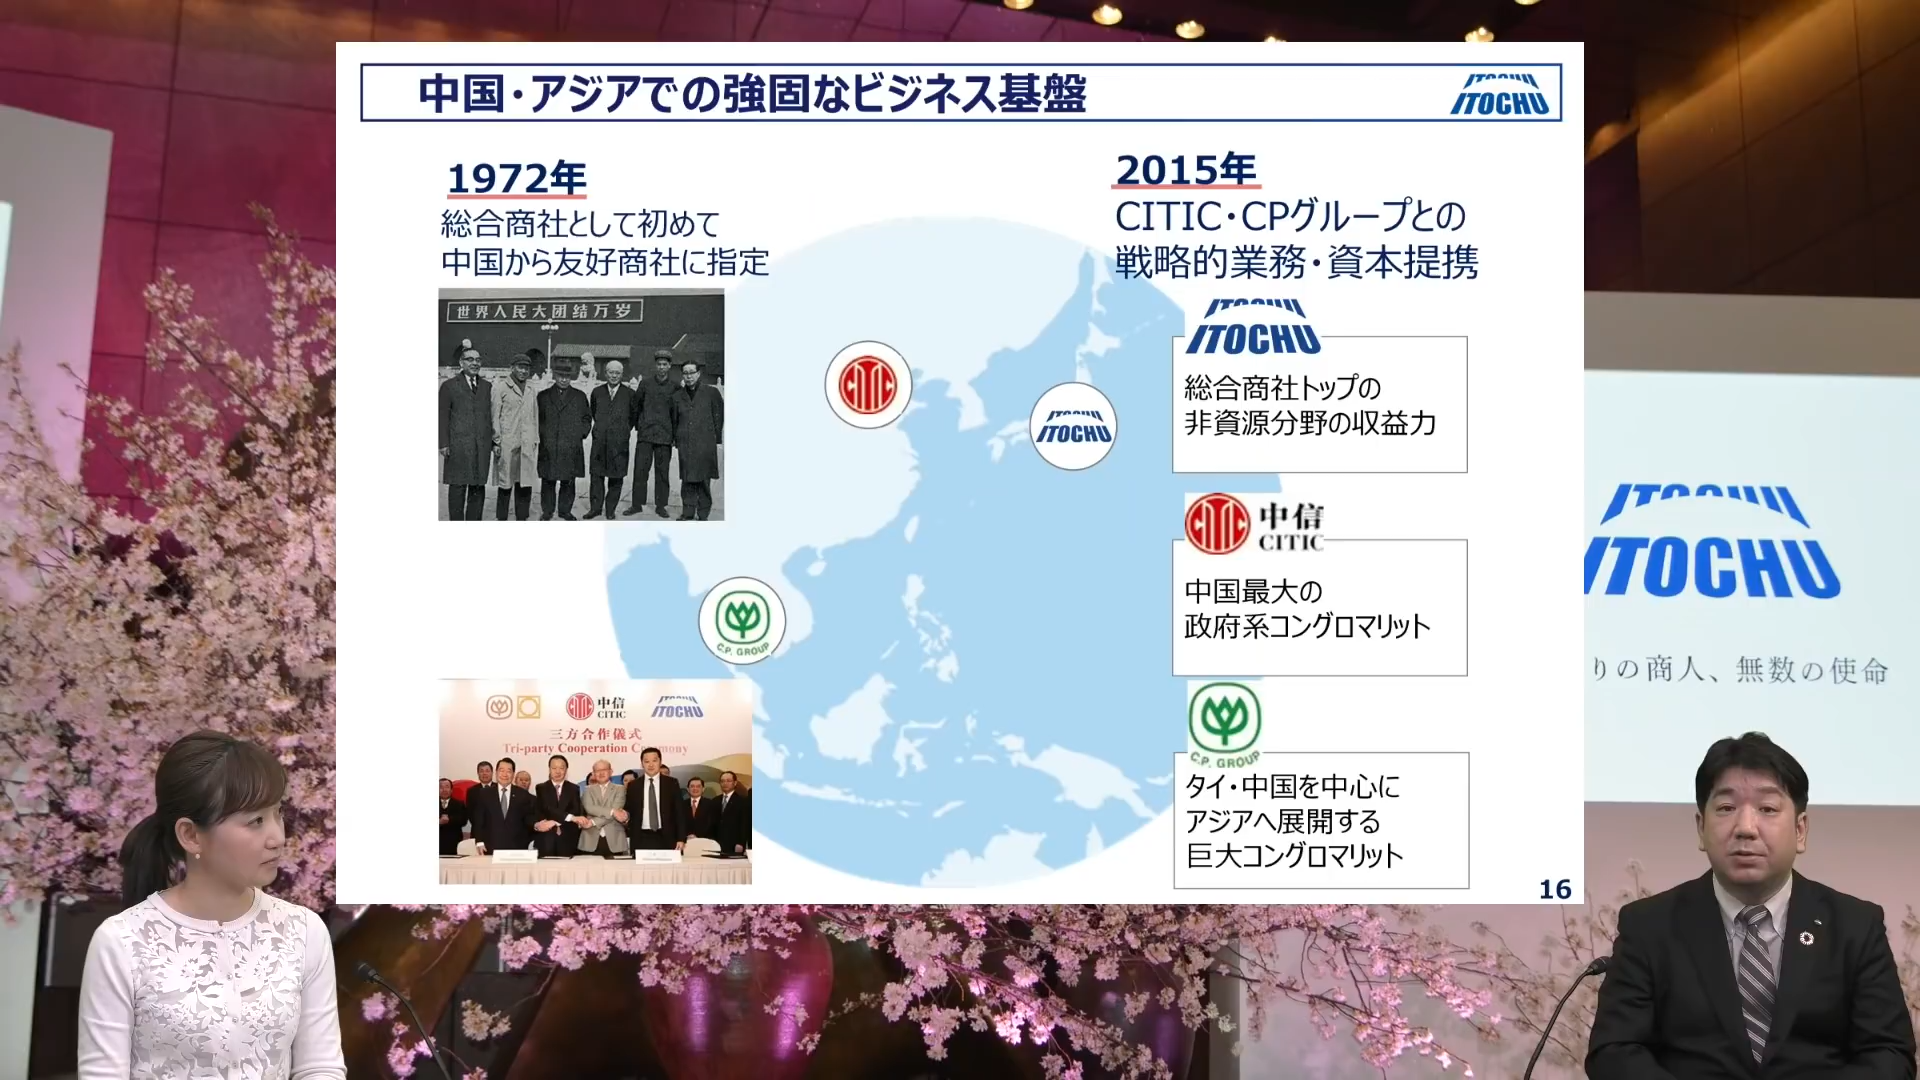 中国・アジアでの強固なビジネス基盤
ITOCHU
1972年
総合商社として初めて
中国から友好商社に指定
世界人民大团结万岁
2015年
CITIC・CPグループとの
戦略的業務・資本提携
ITOCHU
総合商社トップの
非資源分野の収益力
CITIC
ITOCHU
中信
CITIC
中国最大の
政府系コングロマリット
C.P. GROUP
C.P. GROUP
タイ・中国を中心に
アジアへ展開する
巨大コングロマリット
中信
CITIC
ITOCHU
三方合作儀式
Tri-party Cooperation Ceremony
16
ITOCHU
りの商人、無数の使命